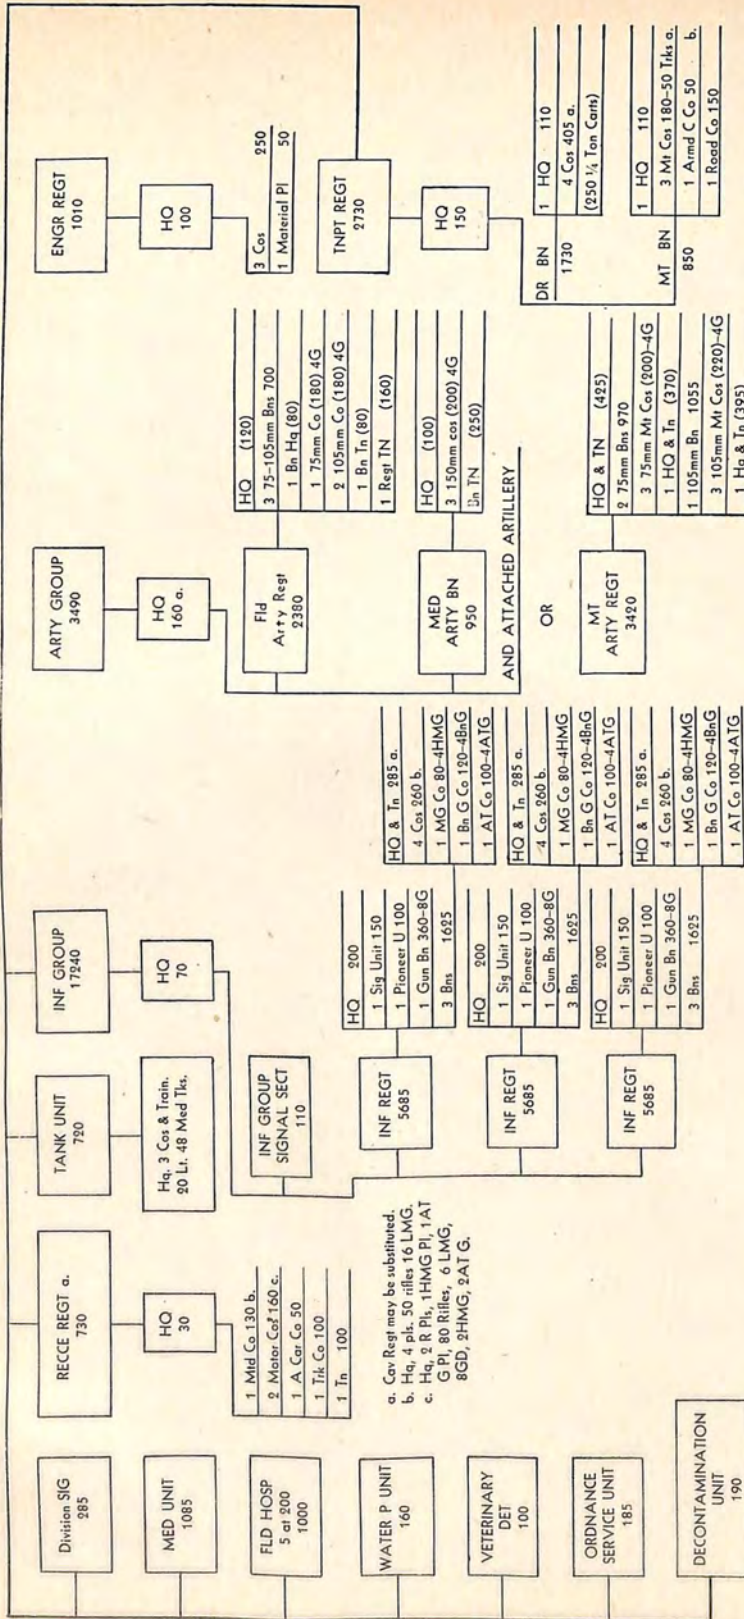 Division SIG
285
MED UNIT
1085
FLD HOSP
5 at 200
1000
WATER P UNIT
160
VETERINARY
DET
100
ORDNANCE
SERVICE UNIT
185
DECONTAMINATION
UNIT
190
RECCE REGT a.
730
HQ
30
1 Mtd Co 130 b.
2 Motor Cos 160 c.
1 A Car Co 50
1 Trk Co 100
1 Tn 100
a. Cav Regt may be substituted.
b. Hq, 4 pls. 50 rifles 16 LMG.
c. Hq, 2 R Pls, 1HMG Pl, 1AT
G Pl, 80 Rifles, 6 LMG,
8GD, 2HMG, 2AT G.
TANK UNIT
720
Hq. 3 Cos & Train.
20 Lt. 48 Med Tks.
INF GROUP
17240
HQ
70
INF GROUP
SIGNAL SECT
110
INF REGT
5685
HQ 200
1 Sig Unit 150
1 Pioneer U 100
1 Gun Bn 360-8G
3 Bns 1625
HQ & Tn 285 a.
4 Cos 260 b.
1 MG Co 80-4HMG
1 Bn G Co 120-4BnG
1 AT Co 100-4ATG
INF REGT
5685
HQ 200
1 Sig Unit 150
1 Pioneer U 100
1 Gun Bn 360-8G
3 Bns 1625
HQ & Tn 285 a.
4 Cos 260 b.
1 MG Co 80-4HMG
1 Bn G Co 120-4BnG
1 AT Co 100-4ATG
INF REGT
5685
HQ 200
1 Sig Unit 150
1 Pioneer U 100
1 Gun Bn 360-8G
3 Bns 1625
HQ & Tn 285 a.
4 Cos 260 b.
1 MG Co 80-4HMG
1 Bn G Co 120-4BnG
1 AT Co 100-4ATG
ARTY GROUP
3490
HQ
160 a.
Fld
Arty Regt
2380
HQ (120)
3 75-105mm Bns 700
1 Bn Hq (80)
1 75mm Co (180) 4G
2 105mm Co (180) 4G
1 Bn Tn (80)
1 Regt TN (160)
MED
ARTY BN
950
HQ (100)
3 150mm cos (200) 4G
Bn TN (250)
AND ATTACHED ARTILLERY
OR
MT
ARTY REGT
3420
HQ & TN (425)
2 75mm Bns 970
3 75mm Mt Cos (200)-4G
1 HQ & Tn (370)
1 105mm Bn 1055
3 105mm Mt Cos (220)-4G
1 Hq & Tn (395)
ENGR REGT
1010
HQ
100
3 Cos 250
1 Material Pl 50
TNPT REGT
2730
HQ
150
DR BN
1730
1 HQ 110
4 Cos 405 a.
(250 ¼ Ton Carts)
MT BN
850
1 HQ 110
3 Mt Cos 180-50 Trks a.
1 Armd C Co 50 b.
1 Road Co 150